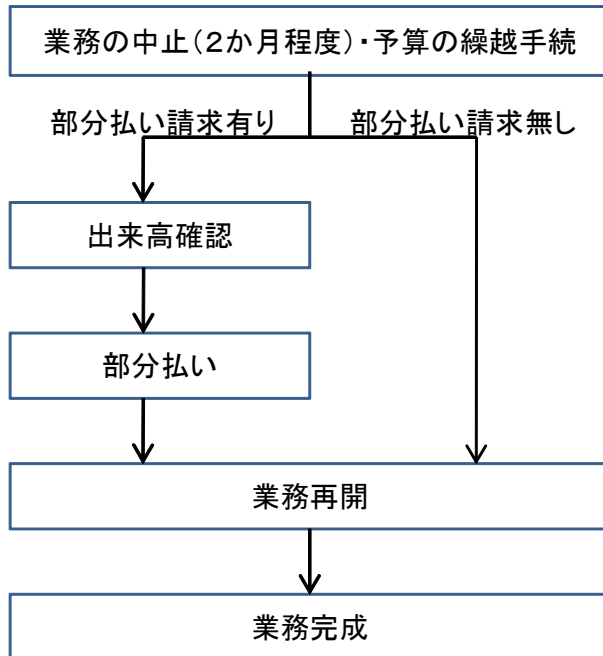 業務の中止(2か月程度)・予算の繰越手続
部分払い請求有り
部分払い請求無し
出来高確認
部分払い
業務再開
業務完成